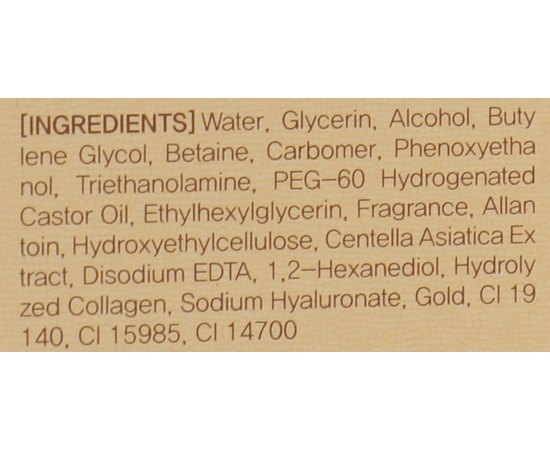 [INGREDIENTS] Water, Glycerin, Alcohol, Buty
lene Glycol, Betaine, Carbomer, Phenoxyetha
nol, Triethanolamine, PEG-60 Hydrogenated
Castor Oil, Ethylhexylglycerin, Fragrance, Allan
toin, Hydroxyethylcellulose, Centella Asiatica Ex
tract, Disodium EDTA, 1,2-Hexanediol, Hydroly
zed Collagen, Sodium Hyaluronate, Gold, CI 19
140, CI 15985, CI 14700